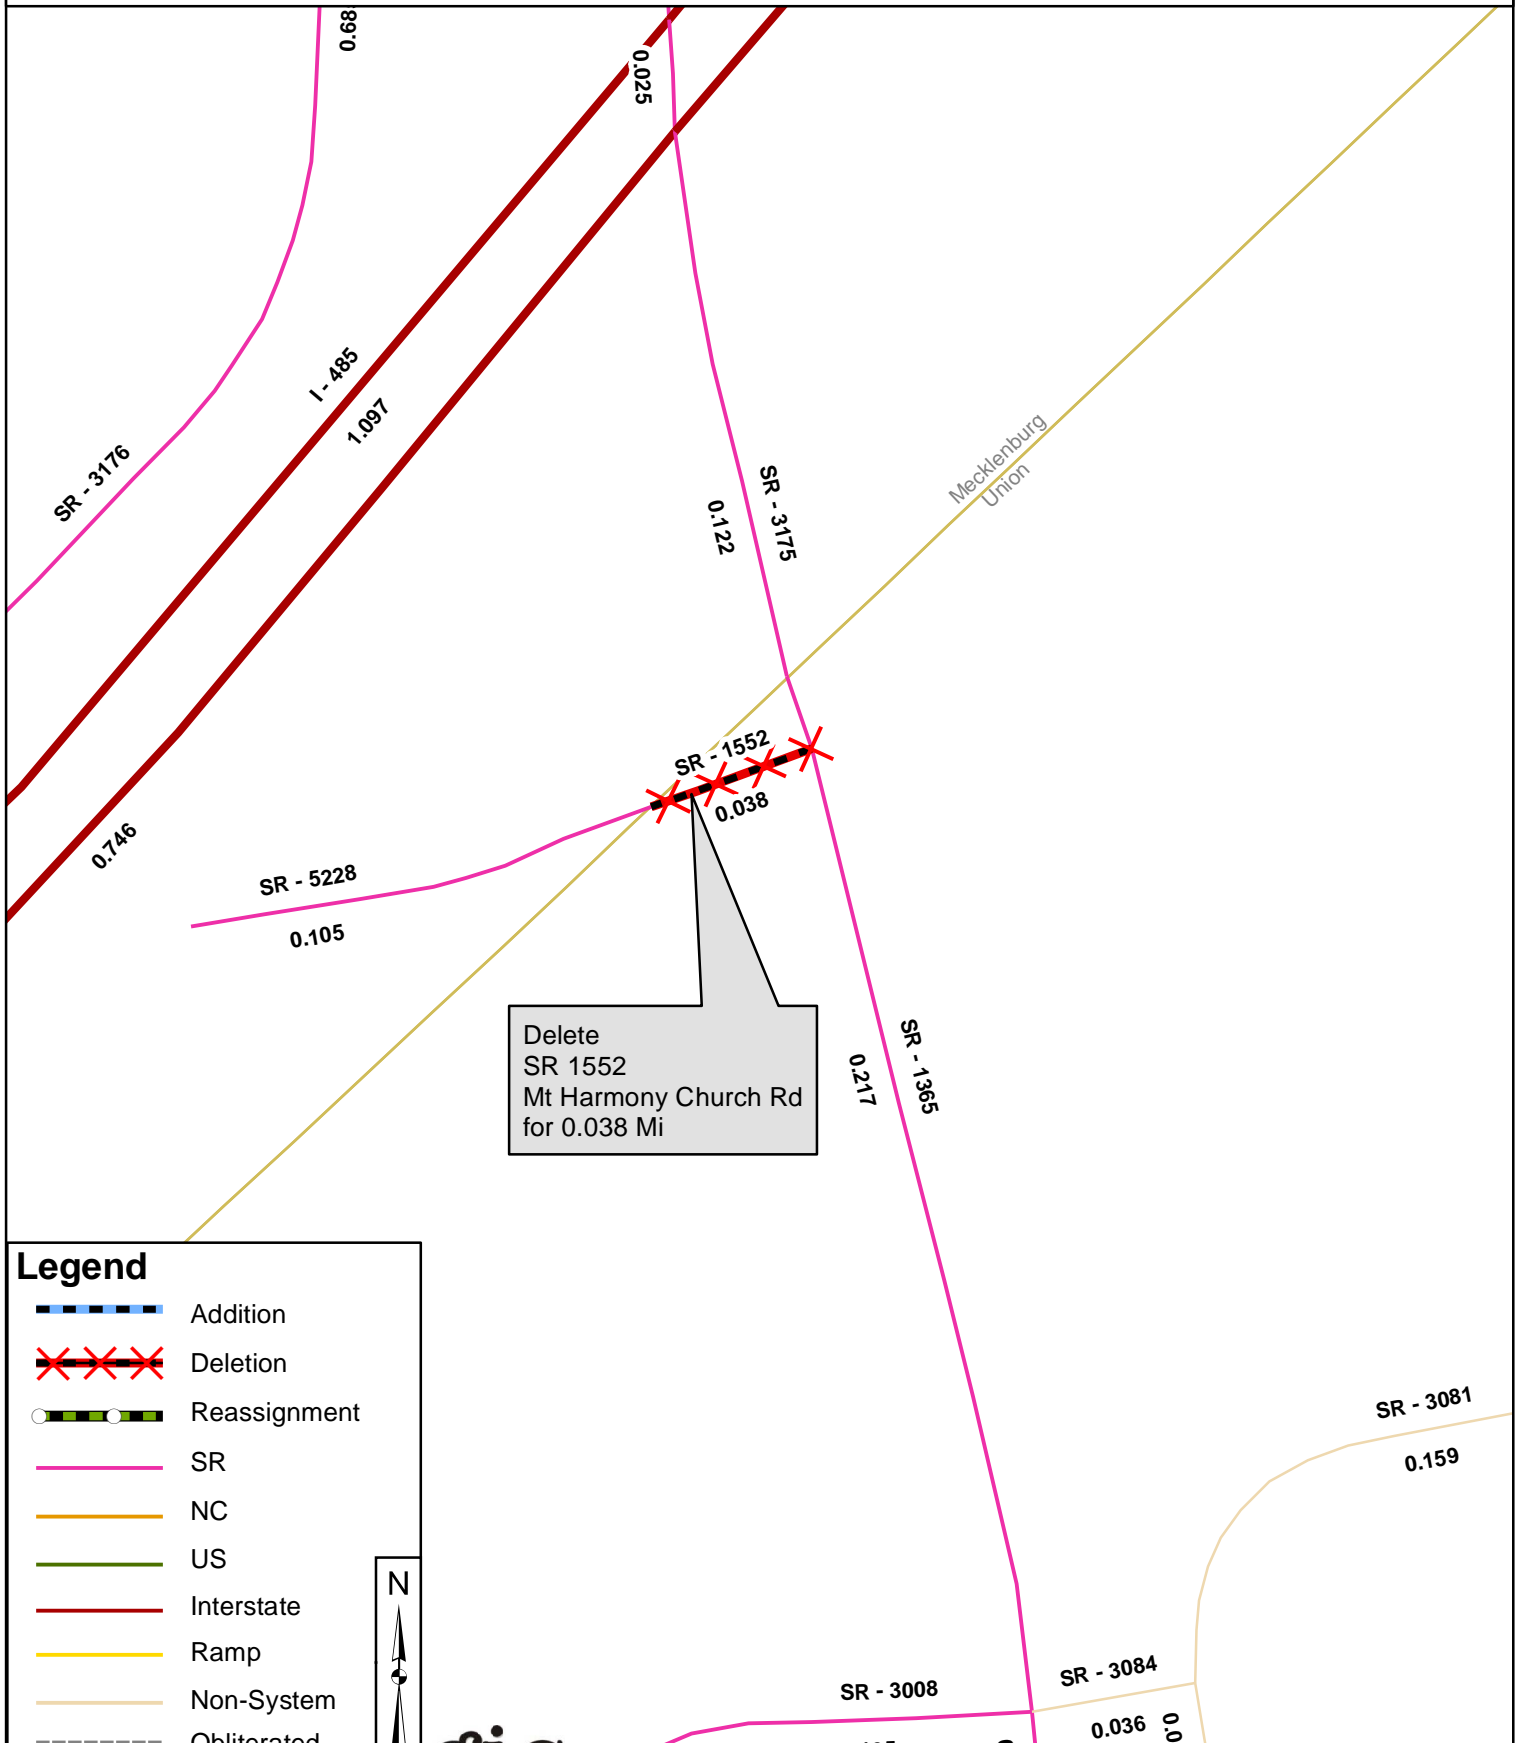 0.025
I - 485
1.097
SR - 3176
SR - 3175
0.122
Mecklenburg
Union
SR - 1552
0.038
0.746
SR - 5228
0.105
Delete
SR 1552
Mt Harmony Church Rd
for 0.038 Mi
SR - 1365
0.217
Legend
Addition
Deletion
Reassignment
SR
NC
US
Interstate
Ramp
Non-System
N
SR - 3081
0.159
SR - 3084
0.036
SR - 3008